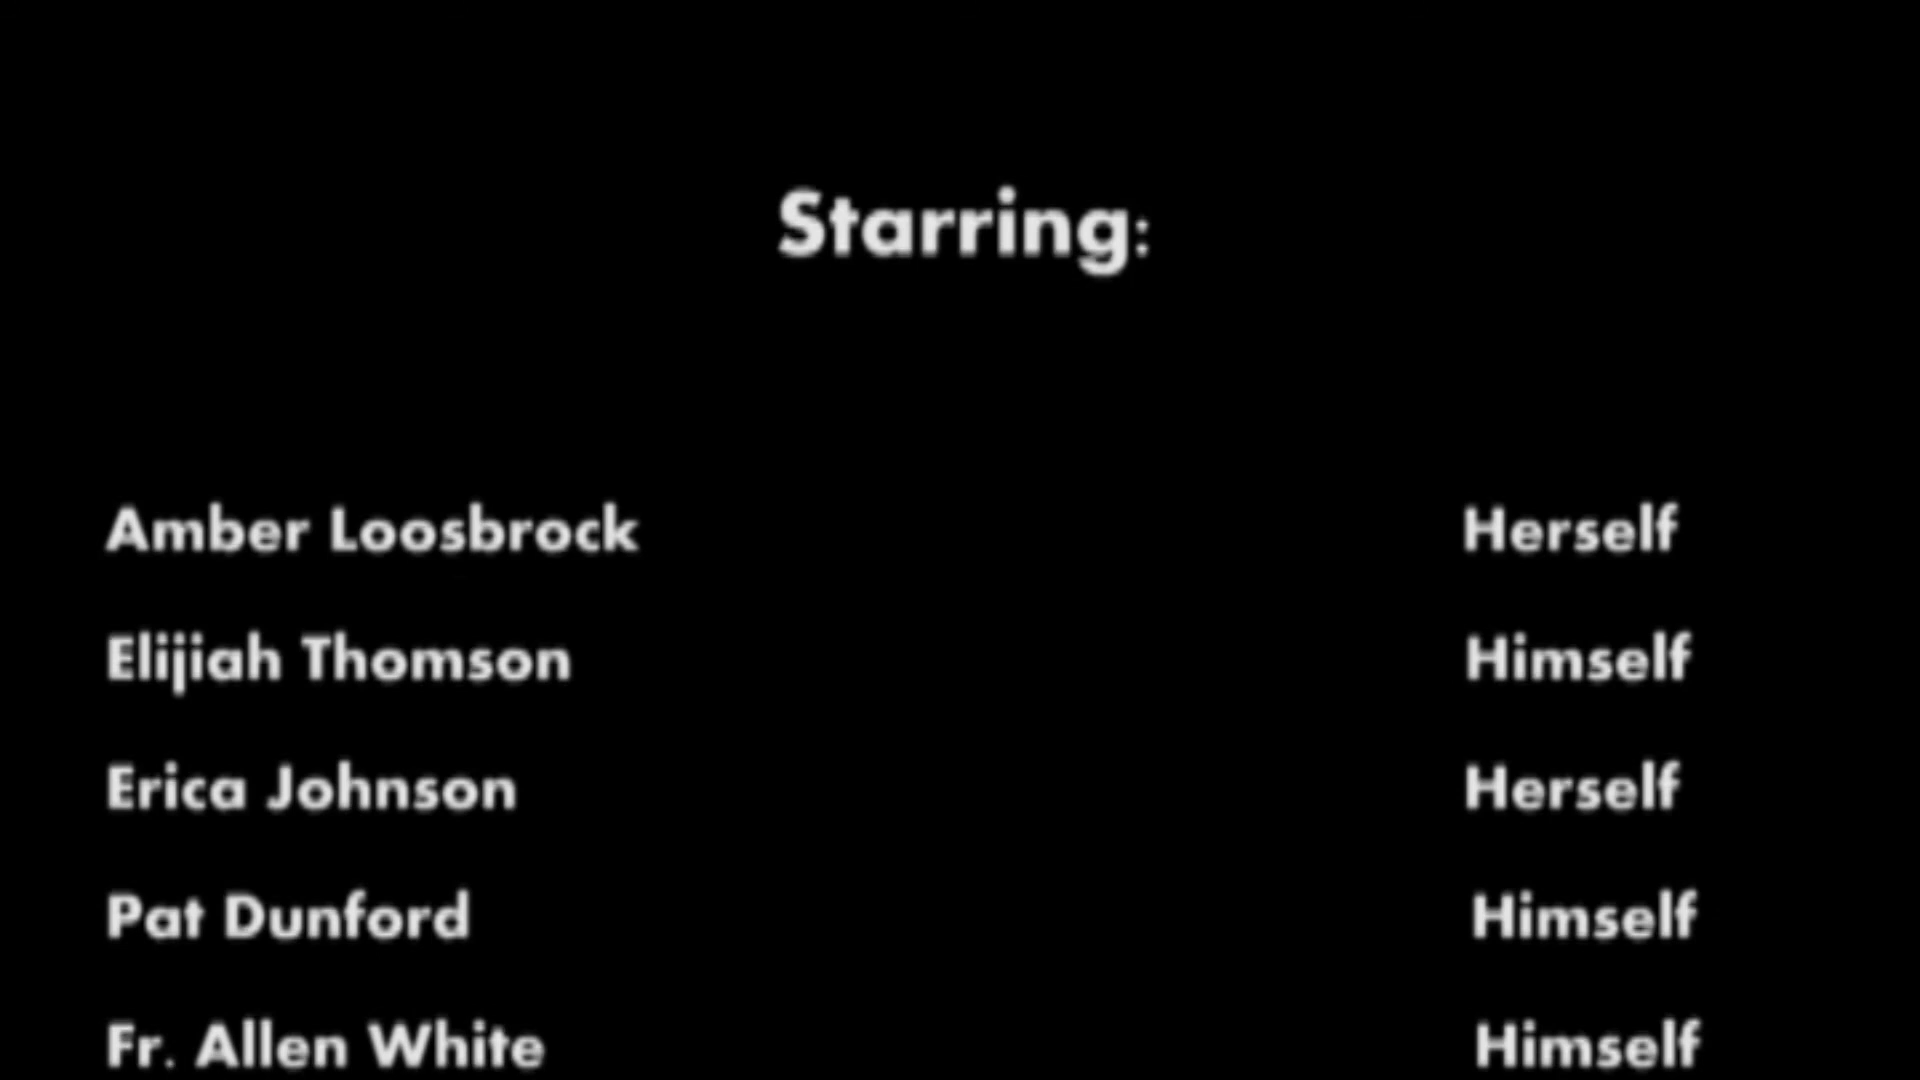 Starring:
Amber Loosbrock Herself
Elijiah Thomson Himself
Erica Johnson Herself
Pat Dunford Himself
Fr. Allen White Himself